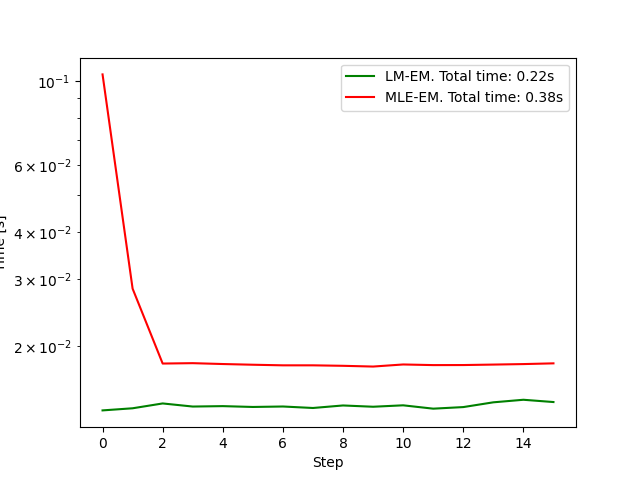 LM-EM. Total time: 0.22s
MLE-EM. Total time: 0.38s
10⁻¹
6 × 10⁻²
4 × 10⁻²
3 × 10⁻²
2 × 10⁻²
0 2 4 6 8 10 12 14
Step